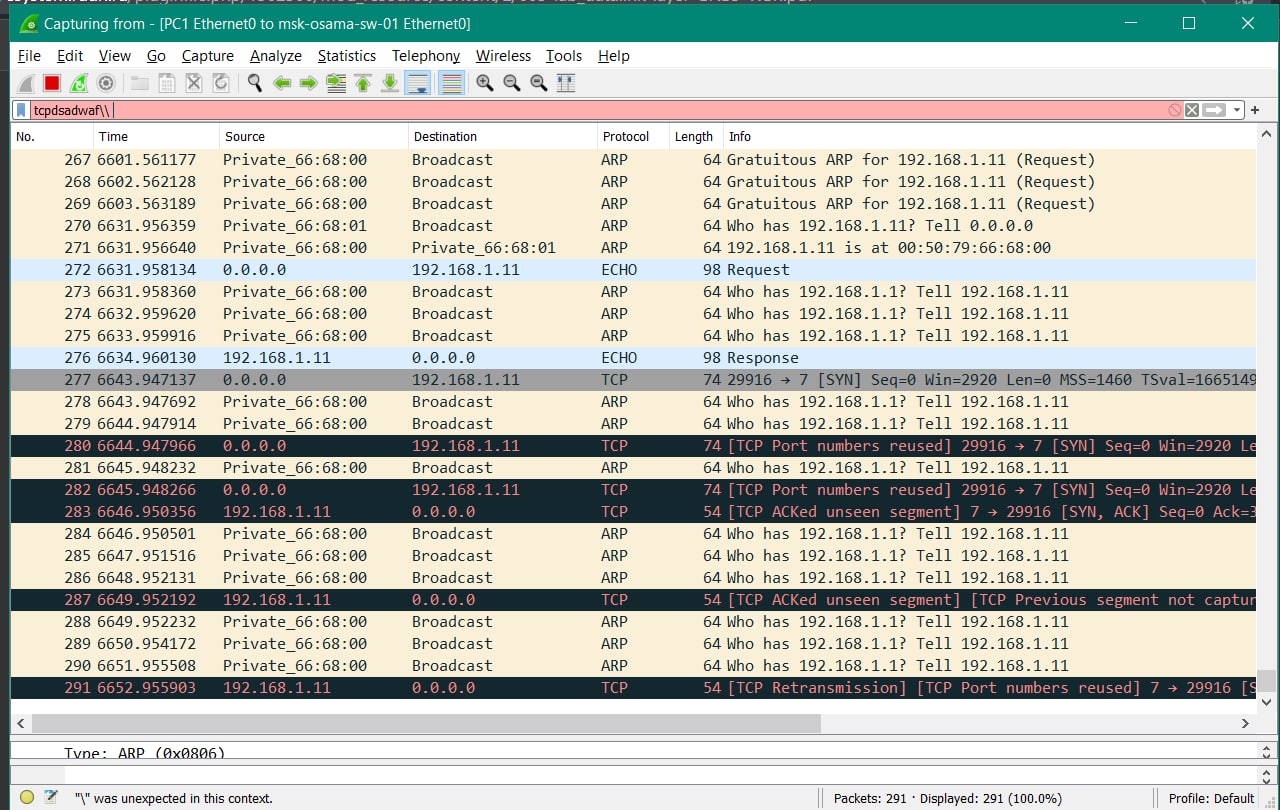 Capturing from - [PC1 Ethernet0 to msk-osama-sw-01 Ethernet0]
File Edit View Go Capture Analyze Statistics Telephony Wireless Tools Help
tcpdsadwaf\\
No. Time Source Destination Protocol Length Info
267 6601.561177 Private_66:68:00 Broadcast ARP 64 Gratuitous ARP for 192.168.1.11 (Request)
268 6602.562128 Private_66:68:00 Broadcast ARP 64 Gratuitous ARP for 192.168.1.11 (Request)
269 6603.563189 Private_66:68:00 Broadcast ARP 64 Gratuitous ARP for 192.168.1.11 (Request)
270 6631.956359 Private_66:68:01 Broadcast ARP 64 Who has 192.168.1.11? Tell 0.0.0.0
271 6631.956640 Private_66:68:00 Private_66:68:01 ARP 64 192.168.1.11 is at 00:50:79:66:68:00
272 6631.958134 0.0.0.0 192.168.1.11 ECHO 98 Request
273 6631.958360 Private_66:68:00 Broadcast ARP 64 Who has 192.168.1.1? Tell 192.168.1.11
274 6632.959620 Private_66:68:00 Broadcast ARP 64 Who has 192.168.1.1? Tell 192.168.1.11
275 6633.959916 Private_66:68:00 Broadcast ARP 64 Who has 192.168.1.1? Tell 192.168.1.11
276 6634.960130 192.168.1.11 0.0.0.0 ECHO 98 Response
277 6643.947137 0.0.0.0 192.168.1.11 TCP 74 29916 → 7 [SYN] Seq=0 Win=2920 Len=0 MSS=1460 TSval=1665149
278 6643.947692 Private_66:68:00 Broadcast ARP 64 Who has 192.168.1.1? Tell 192.168.1.11
279 6644.947914 Private_66:68:00 Broadcast ARP 64 Who has 192.168.1.1? Tell 192.168.1.11
280 6644.947966 0.0.0.0 192.168.1.11 TCP 74 [TCP Port numbers reused] 29916 → 7 [SYN] Seq=0 Win=2920 Le
281 6645.948232 Private_66:68:00 Broadcast ARP 64 Who has 192.168.1.1? Tell 192.168.1.11
282 6645.948266 0.0.0.0 192.168.1.11 TCP 74 [TCP Port numbers reused] 29916 → 7 [SYN] Seq=0 Win=2920 Le
283 6646.950356 192.168.1.11 0.0.0.0 TCP 54 [TCP ACKed unseen segment] 7 → 29916 [SYN, ACK] Seq=0 Ack=3
284 6646.950501 Private_66:68:00 Broadcast ARP 64 Who has 192.168.1.1? Tell 192.168.1.11
285 6647.951516 Private_66:68:00 Broadcast ARP 64 Who has 192.168.1.1? Tell 192.168.1.11
286 6648.952131 Private_66:68:00 Broadcast ARP 64 Who has 192.168.1.1? Tell 192.168.1.11
287 6649.952192 192.168.1.11 0.0.0.0 TCP 54 [TCP ACKed unseen segment] [TCP Previous segment not captur
288 6649.952232 Private_66:68:00 Broadcast ARP 64 Who has 192.168.1.1? Tell 192.168.1.11
289 6650.954172 Private_66:68:00 Broadcast ARP 64 Who has 192.168.1.1? Tell 192.168.1.11
290 6651.955508 Private_66:68:00 Broadcast ARP 64 Who has 192.168.1.1? Tell 192.168.1.11
291 6652.955903 192.168.1.11 0.0.0.0 TCP 54 [TCP Retransmission] [TCP Port numbers reused] 7 → 29916 [S
Type: ARP (0x0806)
"\" was unexpected in this context. Packets: 291 · Displayed: 291 (100.0%) Profile: Default